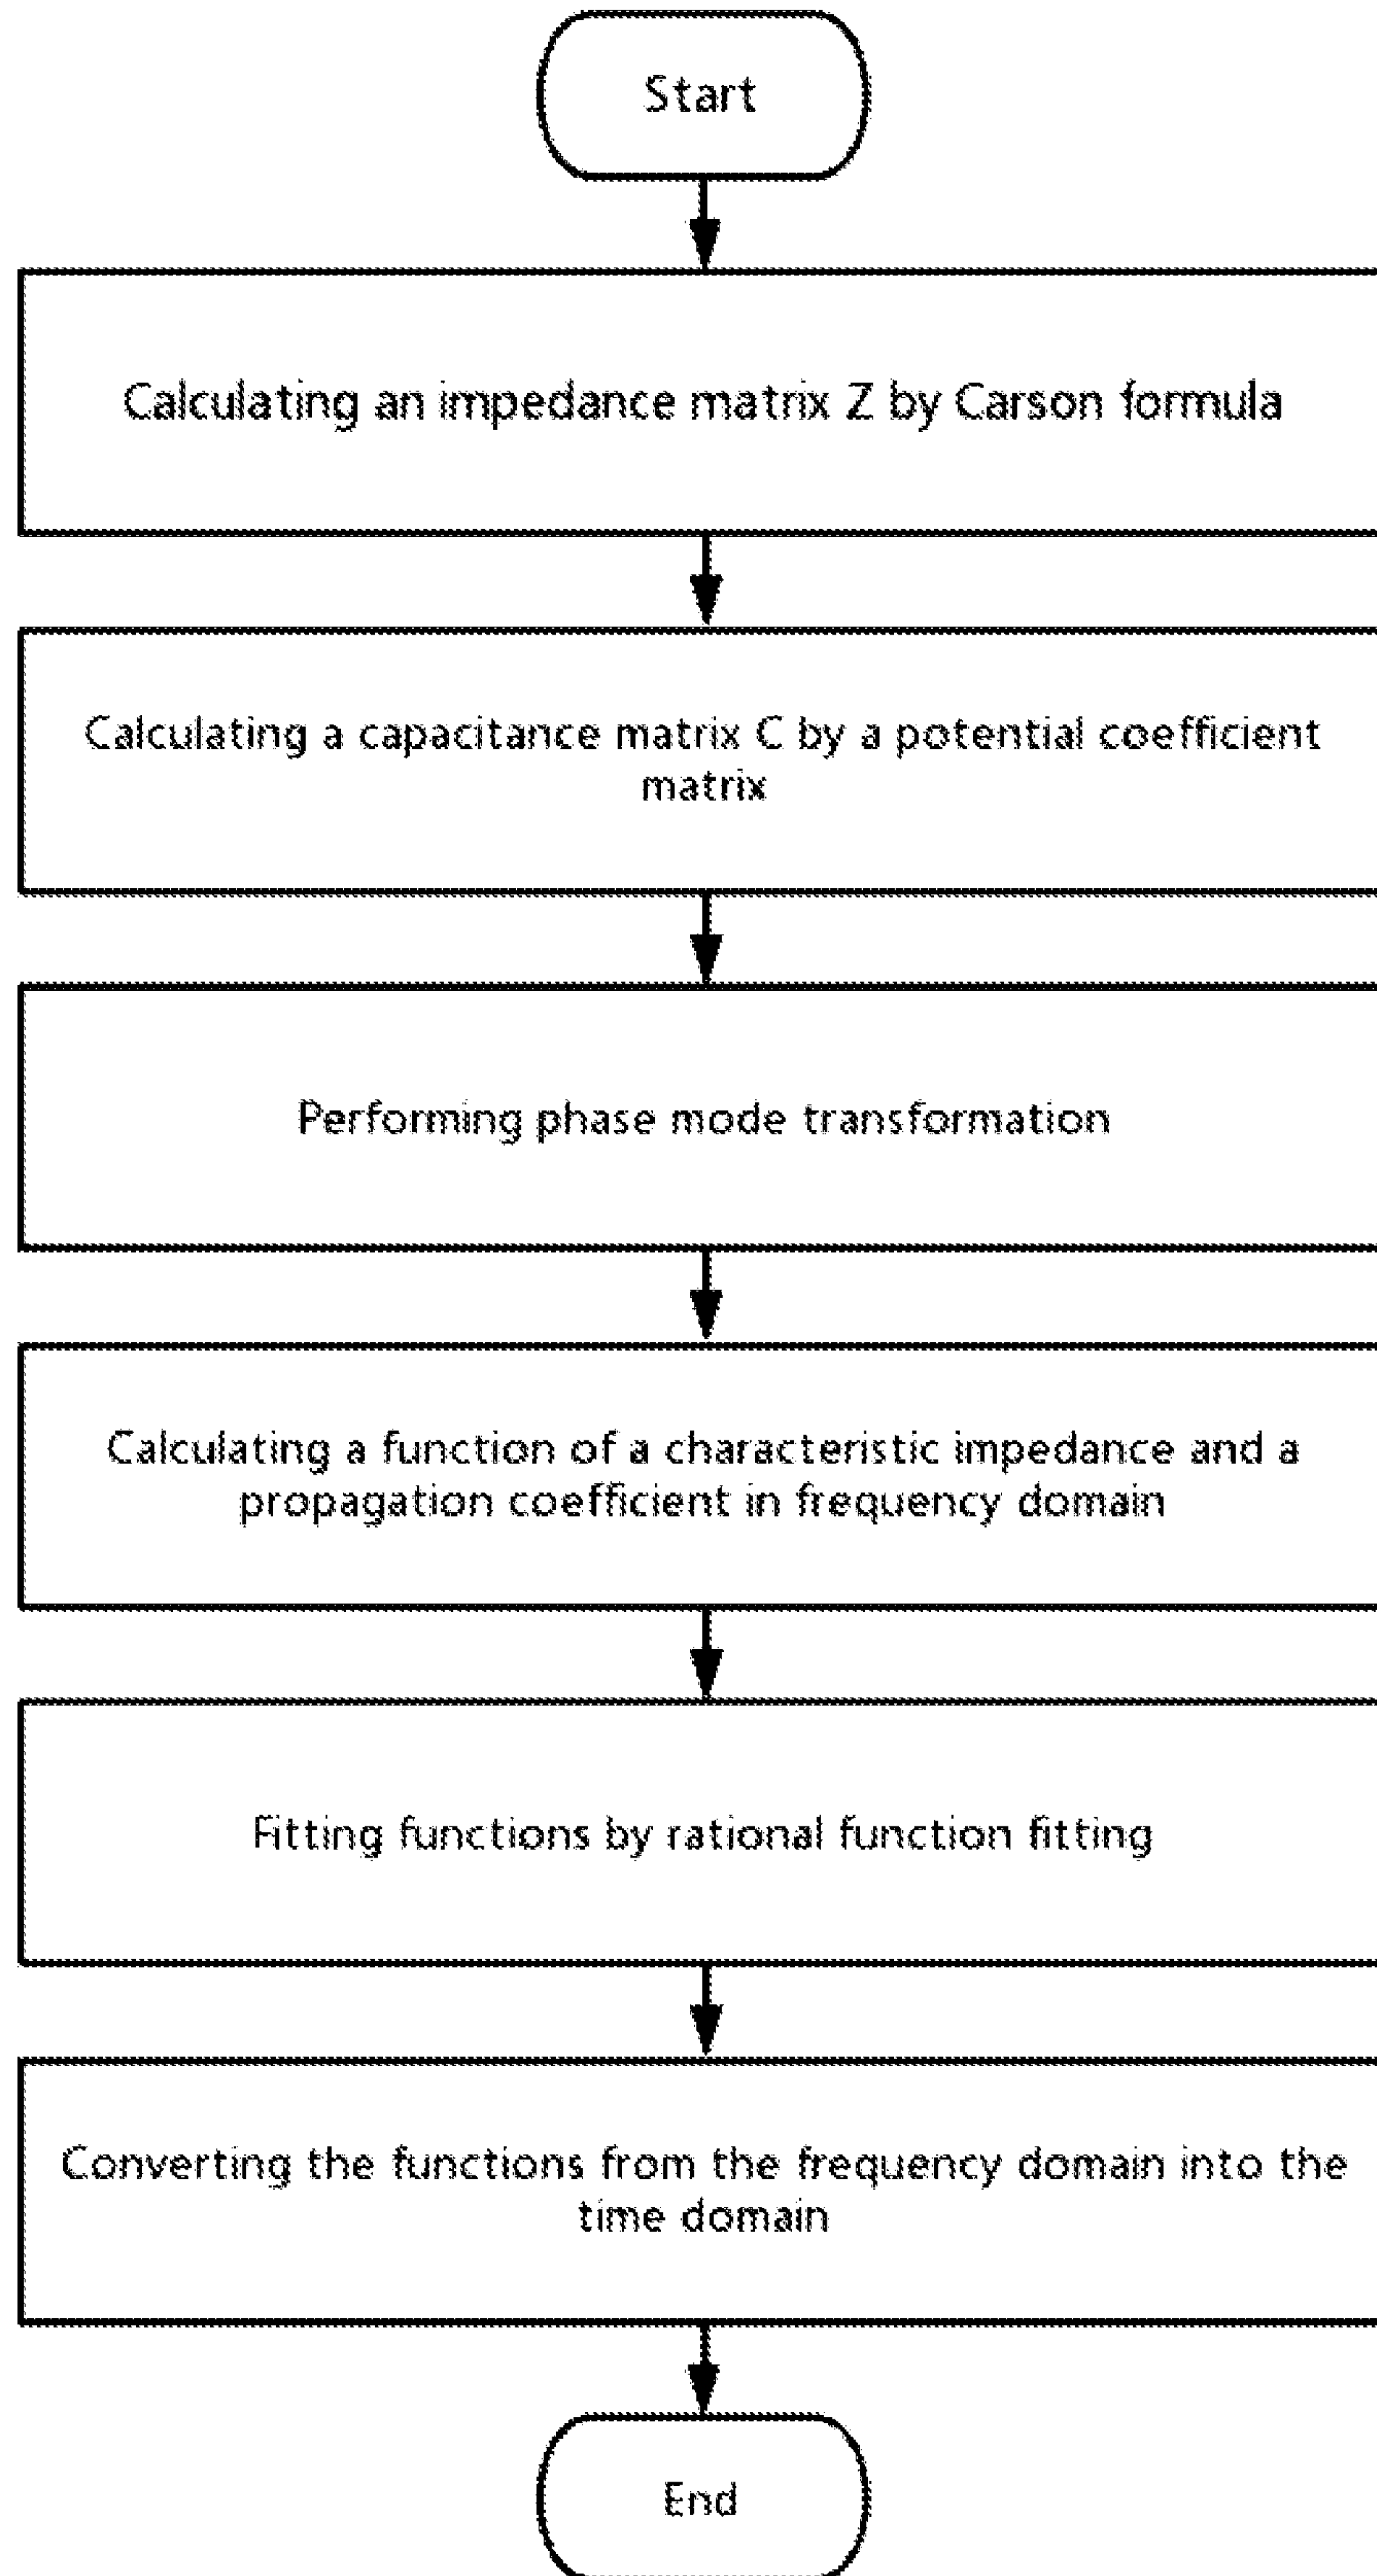 Start
Calculating an impedance matrix Z by Carson formula
Calculating a capacitance matrix C by a potential coefficient
matrix
Performing phase mode transformation
Calculating a function of a characteristic impedance and a
propagation coefficient in frequency domain
Fitting functions by rational function fitting
Converting the functions from the frequency domain into the
time domain
End